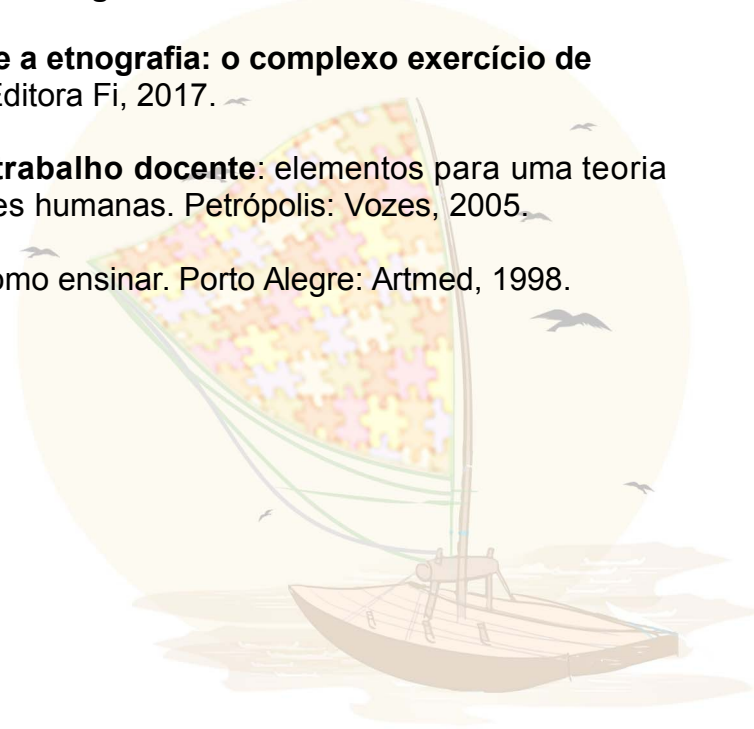 e a etnografia: o complexo exercício de
Editora Fi, 2017.
trabalho docente: elementos para uma teoria
es humanas. Petrópolis: Vozes, 2005.
omo ensinar. Porto Alegre: Artmed, 1998.